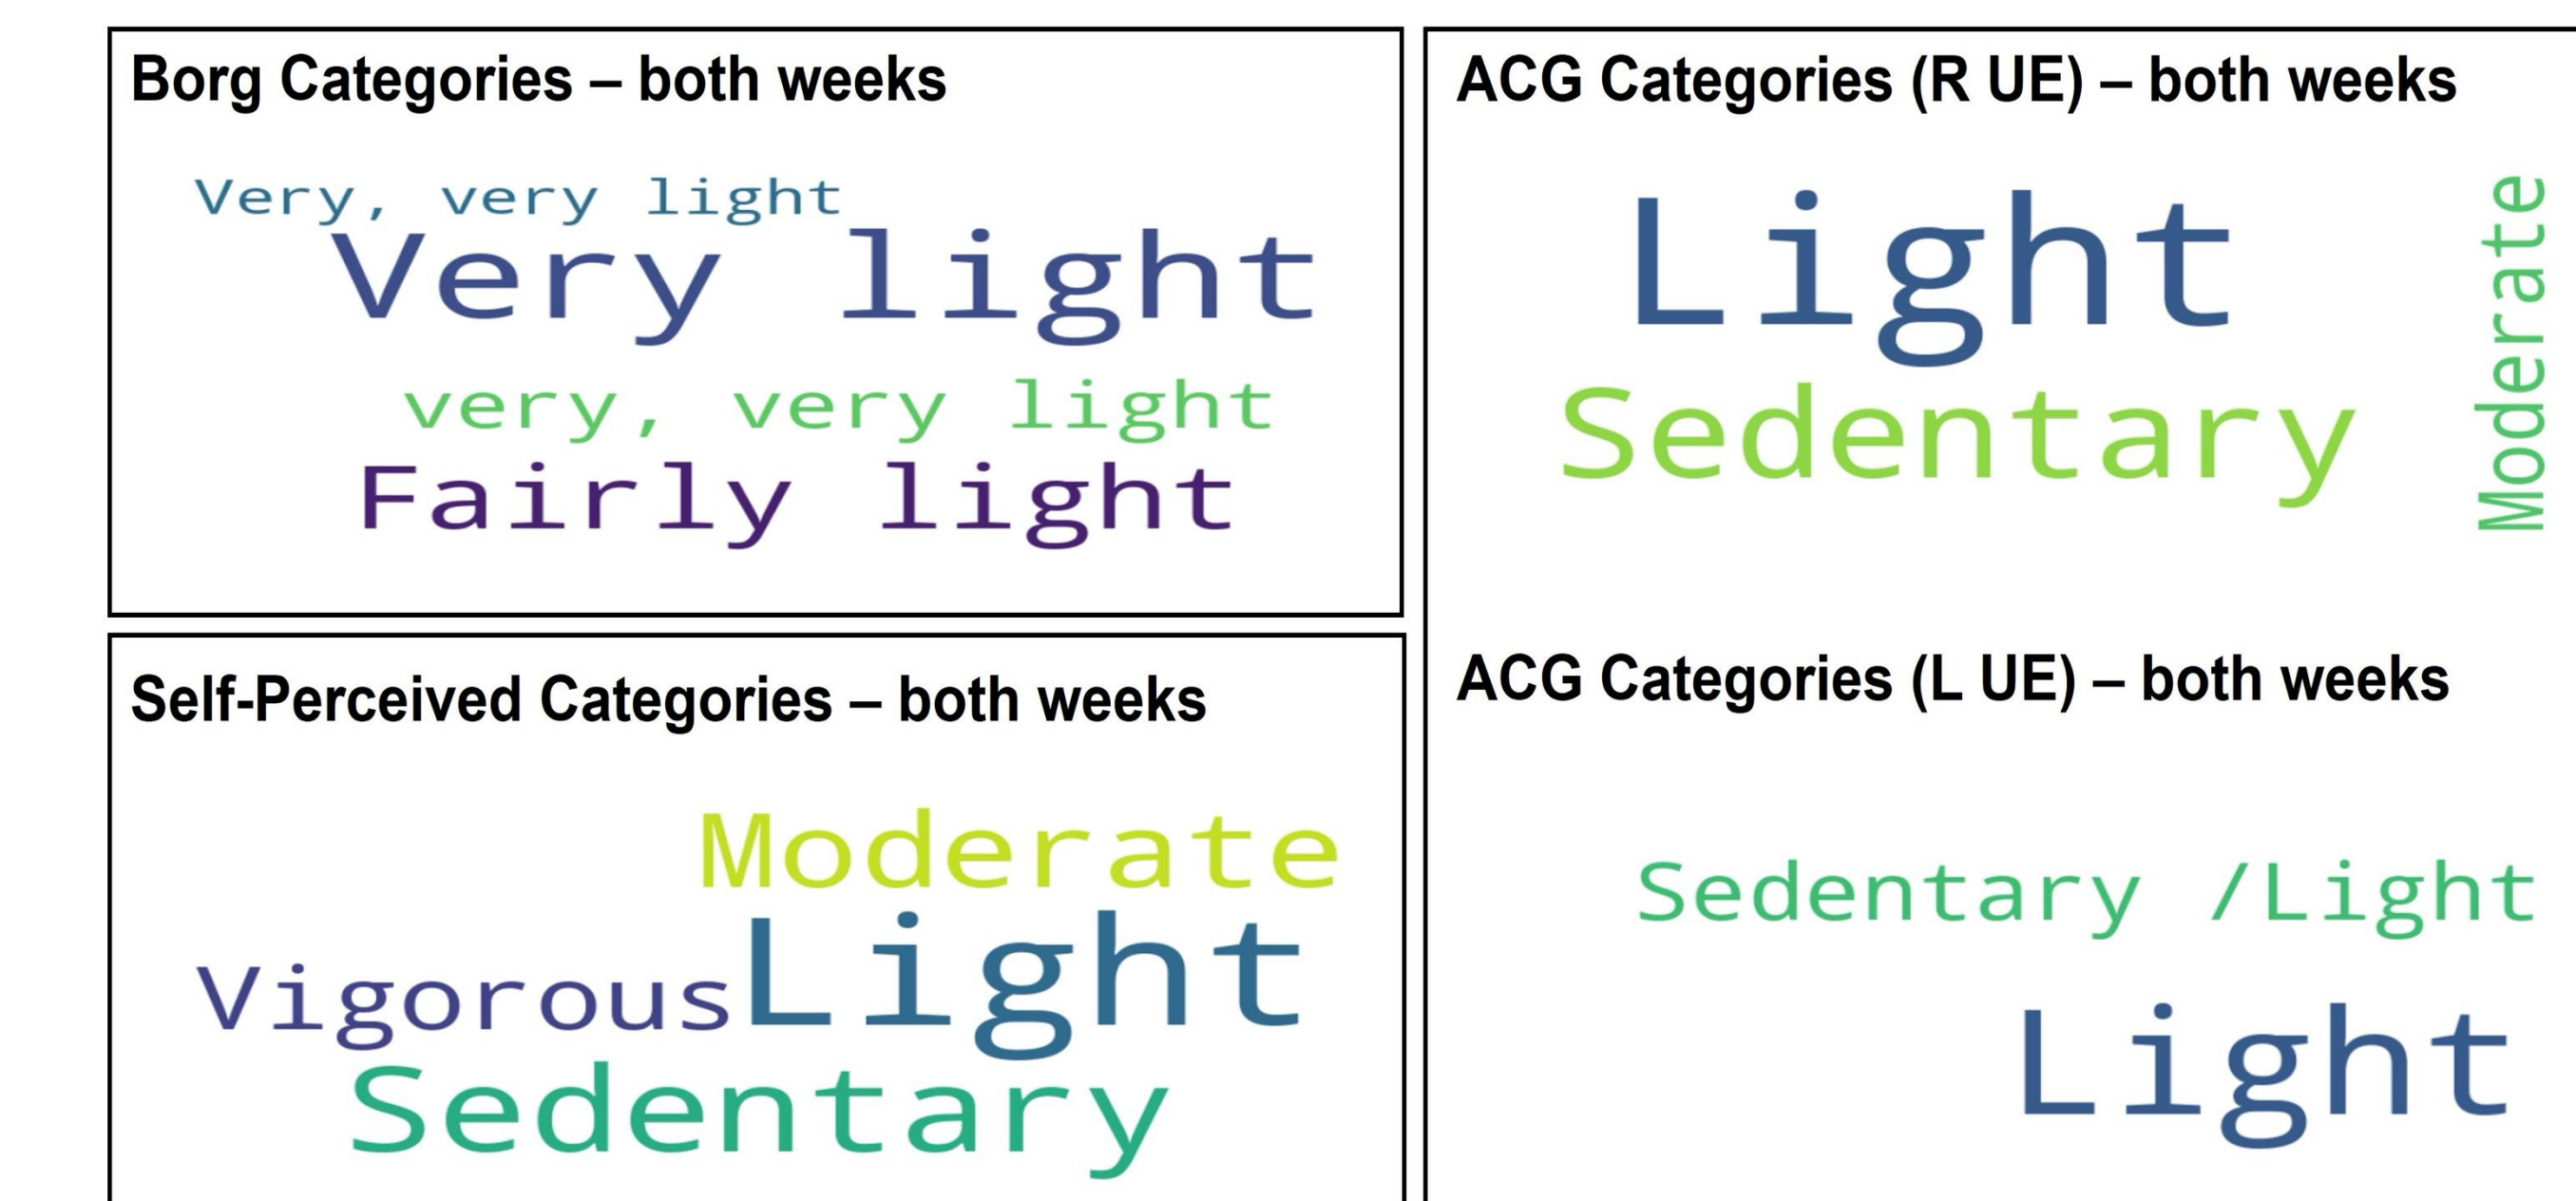 Borg Categories – both weeks
Very, very light
Very light
very, very light
Fairly light
Self-Perceived Categories – both weeks
Moderate
Light
Vigorous
Sedentary
ACG Categories (R UE) – both weeks
Light
Moderate
Sedentary
ACG Categories (L UE) – both weeks
Sedentary /Light
Light